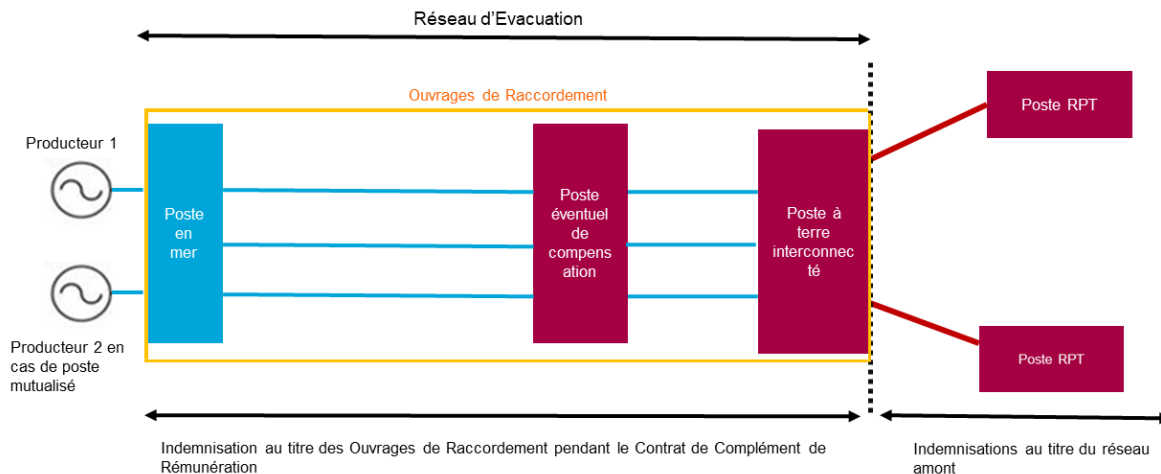 Réseau d'Evacuation
Ouvrages de Raccordement
Poste RPT
Producteur 1
Poste
en
mer
Poste
éventuel
de
compens
ation
Poste à
terre
interconnec
té
Producteur 2 en
cas de poste
mutualisé
Poste RPT
Indemnisation au titre des Ouvrages de Raccordement pendant le Contrat de Complément de
Rémunération
Indemnisations au titre du réseau
amont